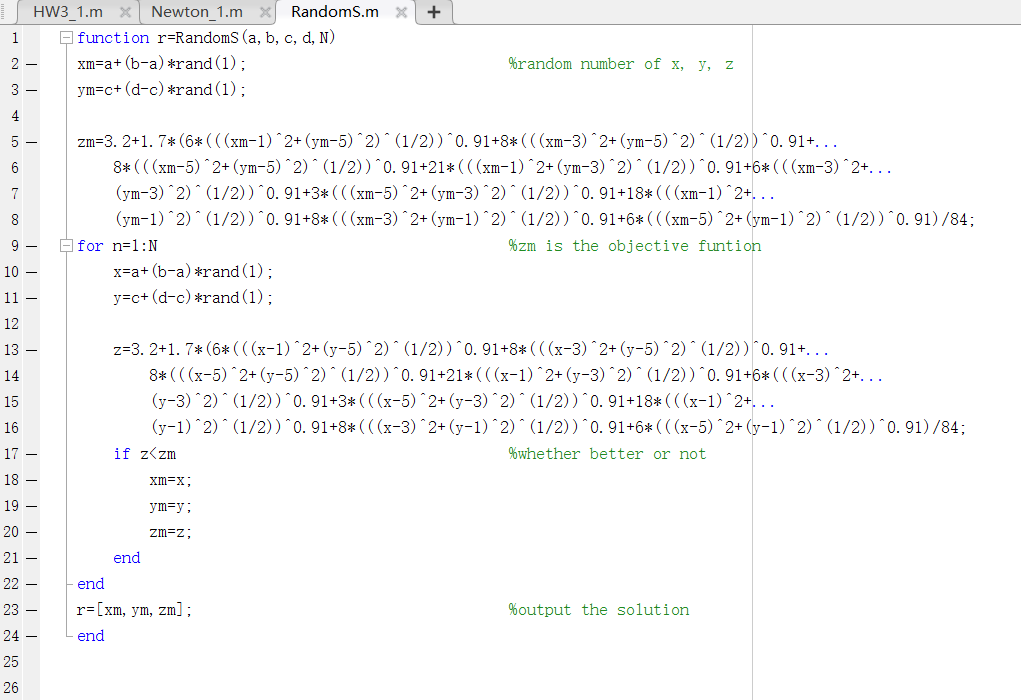 HW3_1.m × Newton_1.m × RandomS.m × +
1 function r=RandomS(a,b,c,d,N)
2 — xm=a+(b-a)*rand(1); %random number of x, y, z
3 — ym=c+(d-c)*rand(1);
4
5 — zm=3.2+1.7*(6*(((xm-1)^2+(ym-5)^2)^(1/2))^0.91+8*(((xm-3)^2+(ym-5)^2)^(1/2))^0.91+...
6 8*(((xm-5)^2+(ym-5)^2)^(1/2))^0.91+21*(((xm-1)^2+(ym-3)^2)^(1/2))^0.91+6*(((xm-3)^2+...
7 (ym-3)^2)^(1/2))^0.91+3*(((xm-5)^2+(ym-3)^2)^(1/2))^0.91+18*(((xm-1)^2+...
8 (ym-1)^2)^(1/2))^0.91+8*(((xm-3)^2+(ym-1)^2)^(1/2))^0.91+6*(((xm-5)^2+(ym-1)^2)^(1/2))^0.91)/84;
9 — for n=1:N %zm is the objective funtion
10 — x=a+(b-a)*rand(1);
11 — y=c+(d-c)*rand(1);
12
13 — z=3.2+1.7*(6*(((x-1)^2+(y-5)^2)^(1/2))^0.91+8*(((x-3)^2+(y-5)^2)^(1/2))^0.91+...
14 8*(((x-5)^2+(y-5)^2)^(1/2))^0.91+21*(((x-1)^2+(y-3)^2)^(1/2))^0.91+6*(((x-3)^2+...
15 (y-3)^2)^(1/2))^0.91+3*(((x-5)^2+(y-3)^2)^(1/2))^0.91+18*(((x-1)^2+...
16 (y-1)^2)^(1/2))^0.91+8*(((x-3)^2+(y-1)^2)^(1/2))^0.91+6*(((x-5)^2+(y-1)^2)^(1/2))^0.91)/84;
17 — if z<zm %whether better or not
18 — xm=x;
19 — ym=y;
20 — zm=z;
21 — end
22 — end
23 — r=[xm,ym,zm]; %output the solution
24 — end
25
26